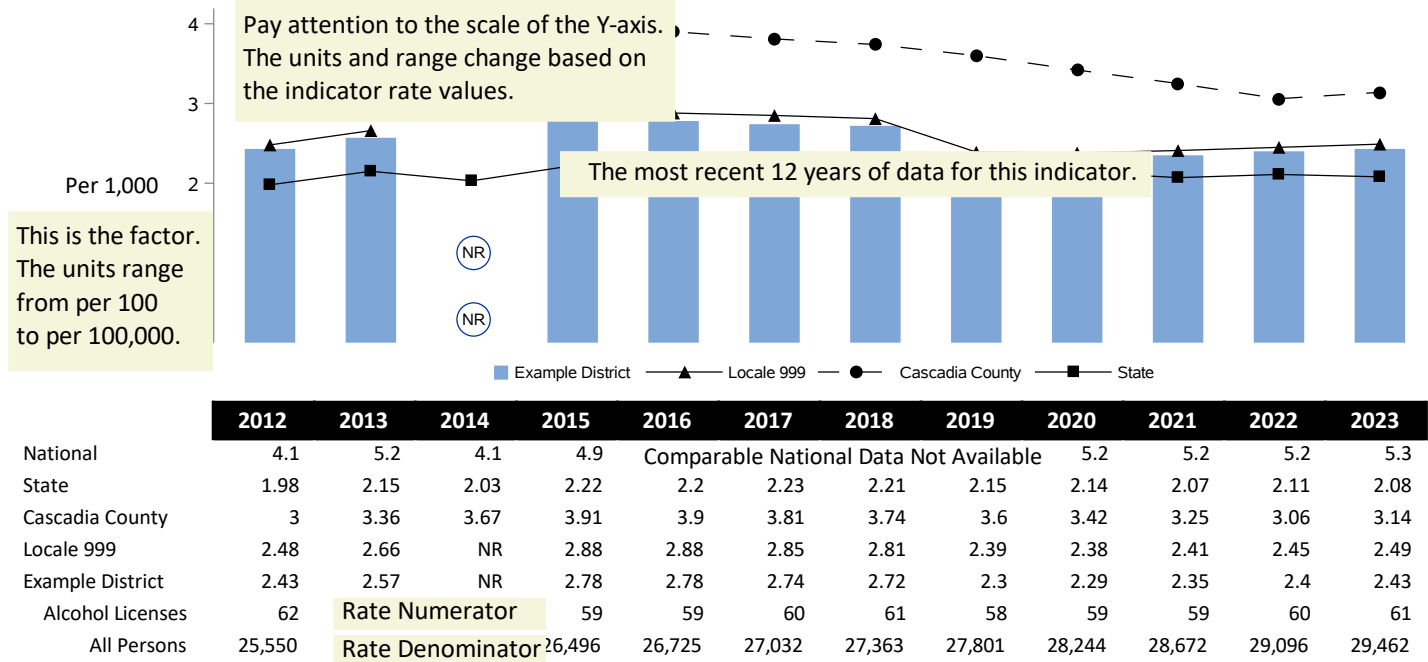 4
Pay attention to the scale of the Y-axis.
The units and range change based on
the indicator rate values.
3
The most recent 12 years of data for this indicator.
Per 1,000 2
This is the factor.
The units range
from per 100
to per 100,000.
NR
NR
Example District Locale 999 Cascadia County State
2012 2013 2014 2015 2016 2017 2018 2019 2020 2021 2022 2023
National 4.1 5.2 4.1 4.9 Comparable National Data Not Available 5.2 5.2 5.2 5.3
State 1.98 2.15 2.03 2.22 2.2 2.23 2.21 2.15 2.14 2.07 2.11 2.08
Cascadia County 3 3.36 3.67 3.91 3.9 3.81 3.74 3.6 3.42 3.25 3.06 3.14
Locale 999 2.48 2.66 NR 2.88 2.88 2.85 2.81 2.39 2.38 2.41 2.45 2.49
Example District 2.43 2.57 NR 2.78 2.78 2.74 2.72 2.3 2.29 2.35 2.4 2.43
Alcohol Licenses 62 Rate Numerator 59 59 60 61 58 59 59 60 61
All Persons 25,550 Rate Denominator 26,496 26,725 27,032 27,363 27,801 28,244 28,672 29,096 29,462